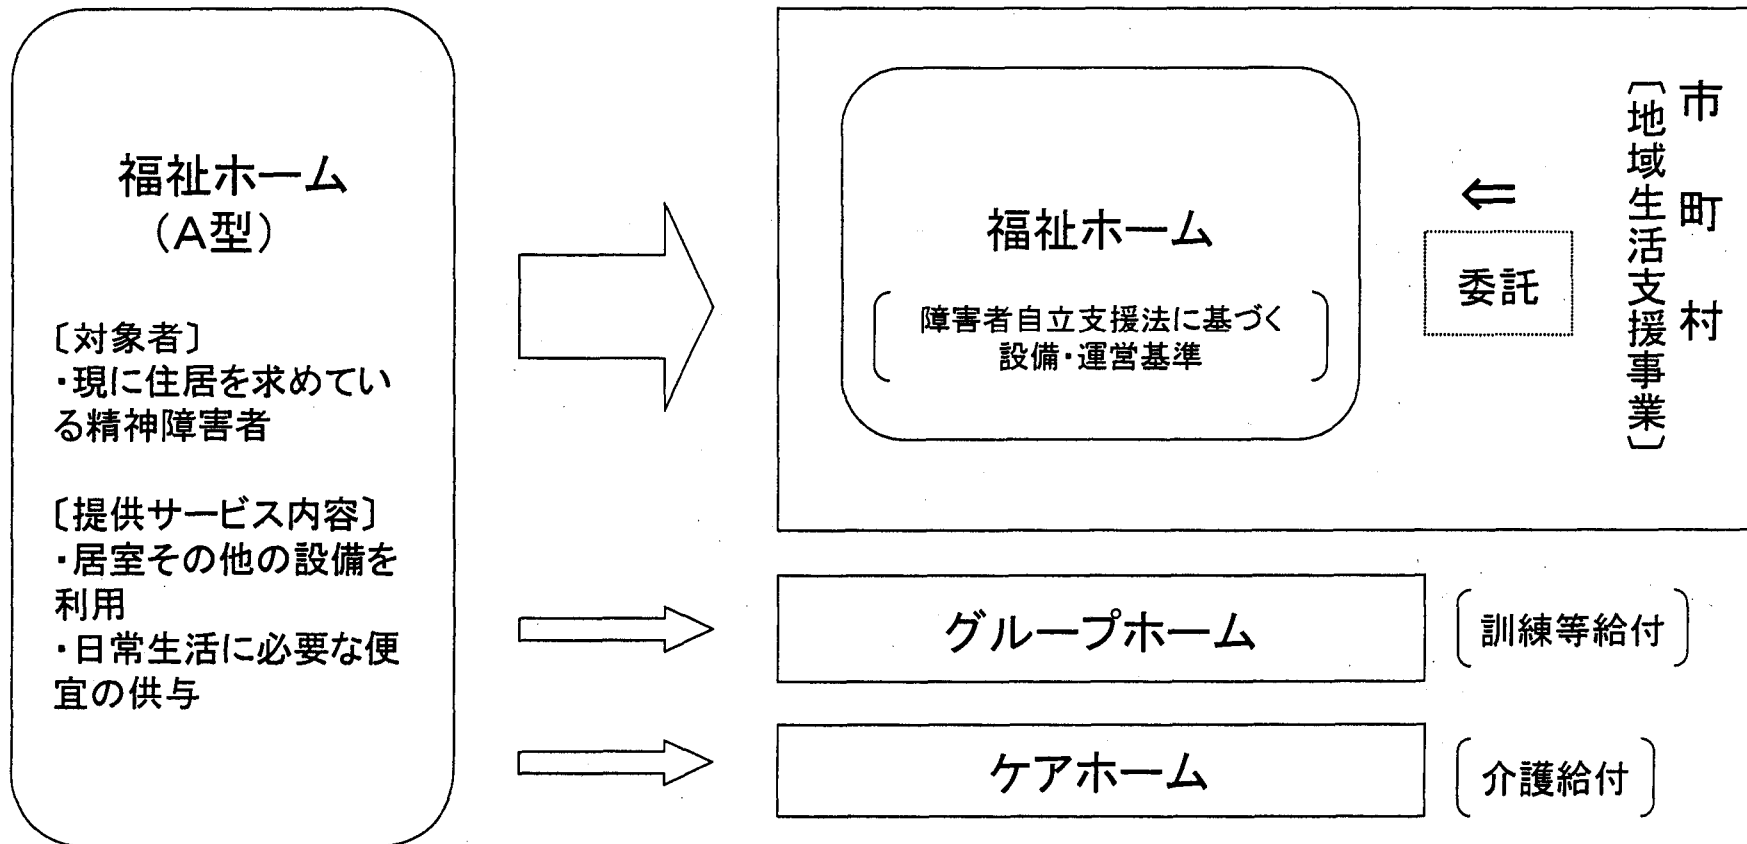 福祉ホーム
(A型)
〔対象者〕
・現に住居を求めてい
る精神障害者
〔提供サービス内容〕
・居室その他の設備を
利用
・日常生活に必要な便
宜の供与
福祉ホーム
障害者自立支援法に基づく
設備・運営基準
⇐
委託
市町村
〔地域生活支援事業〕
グループホーム
訓練等給付
ケアホーム
介護給付